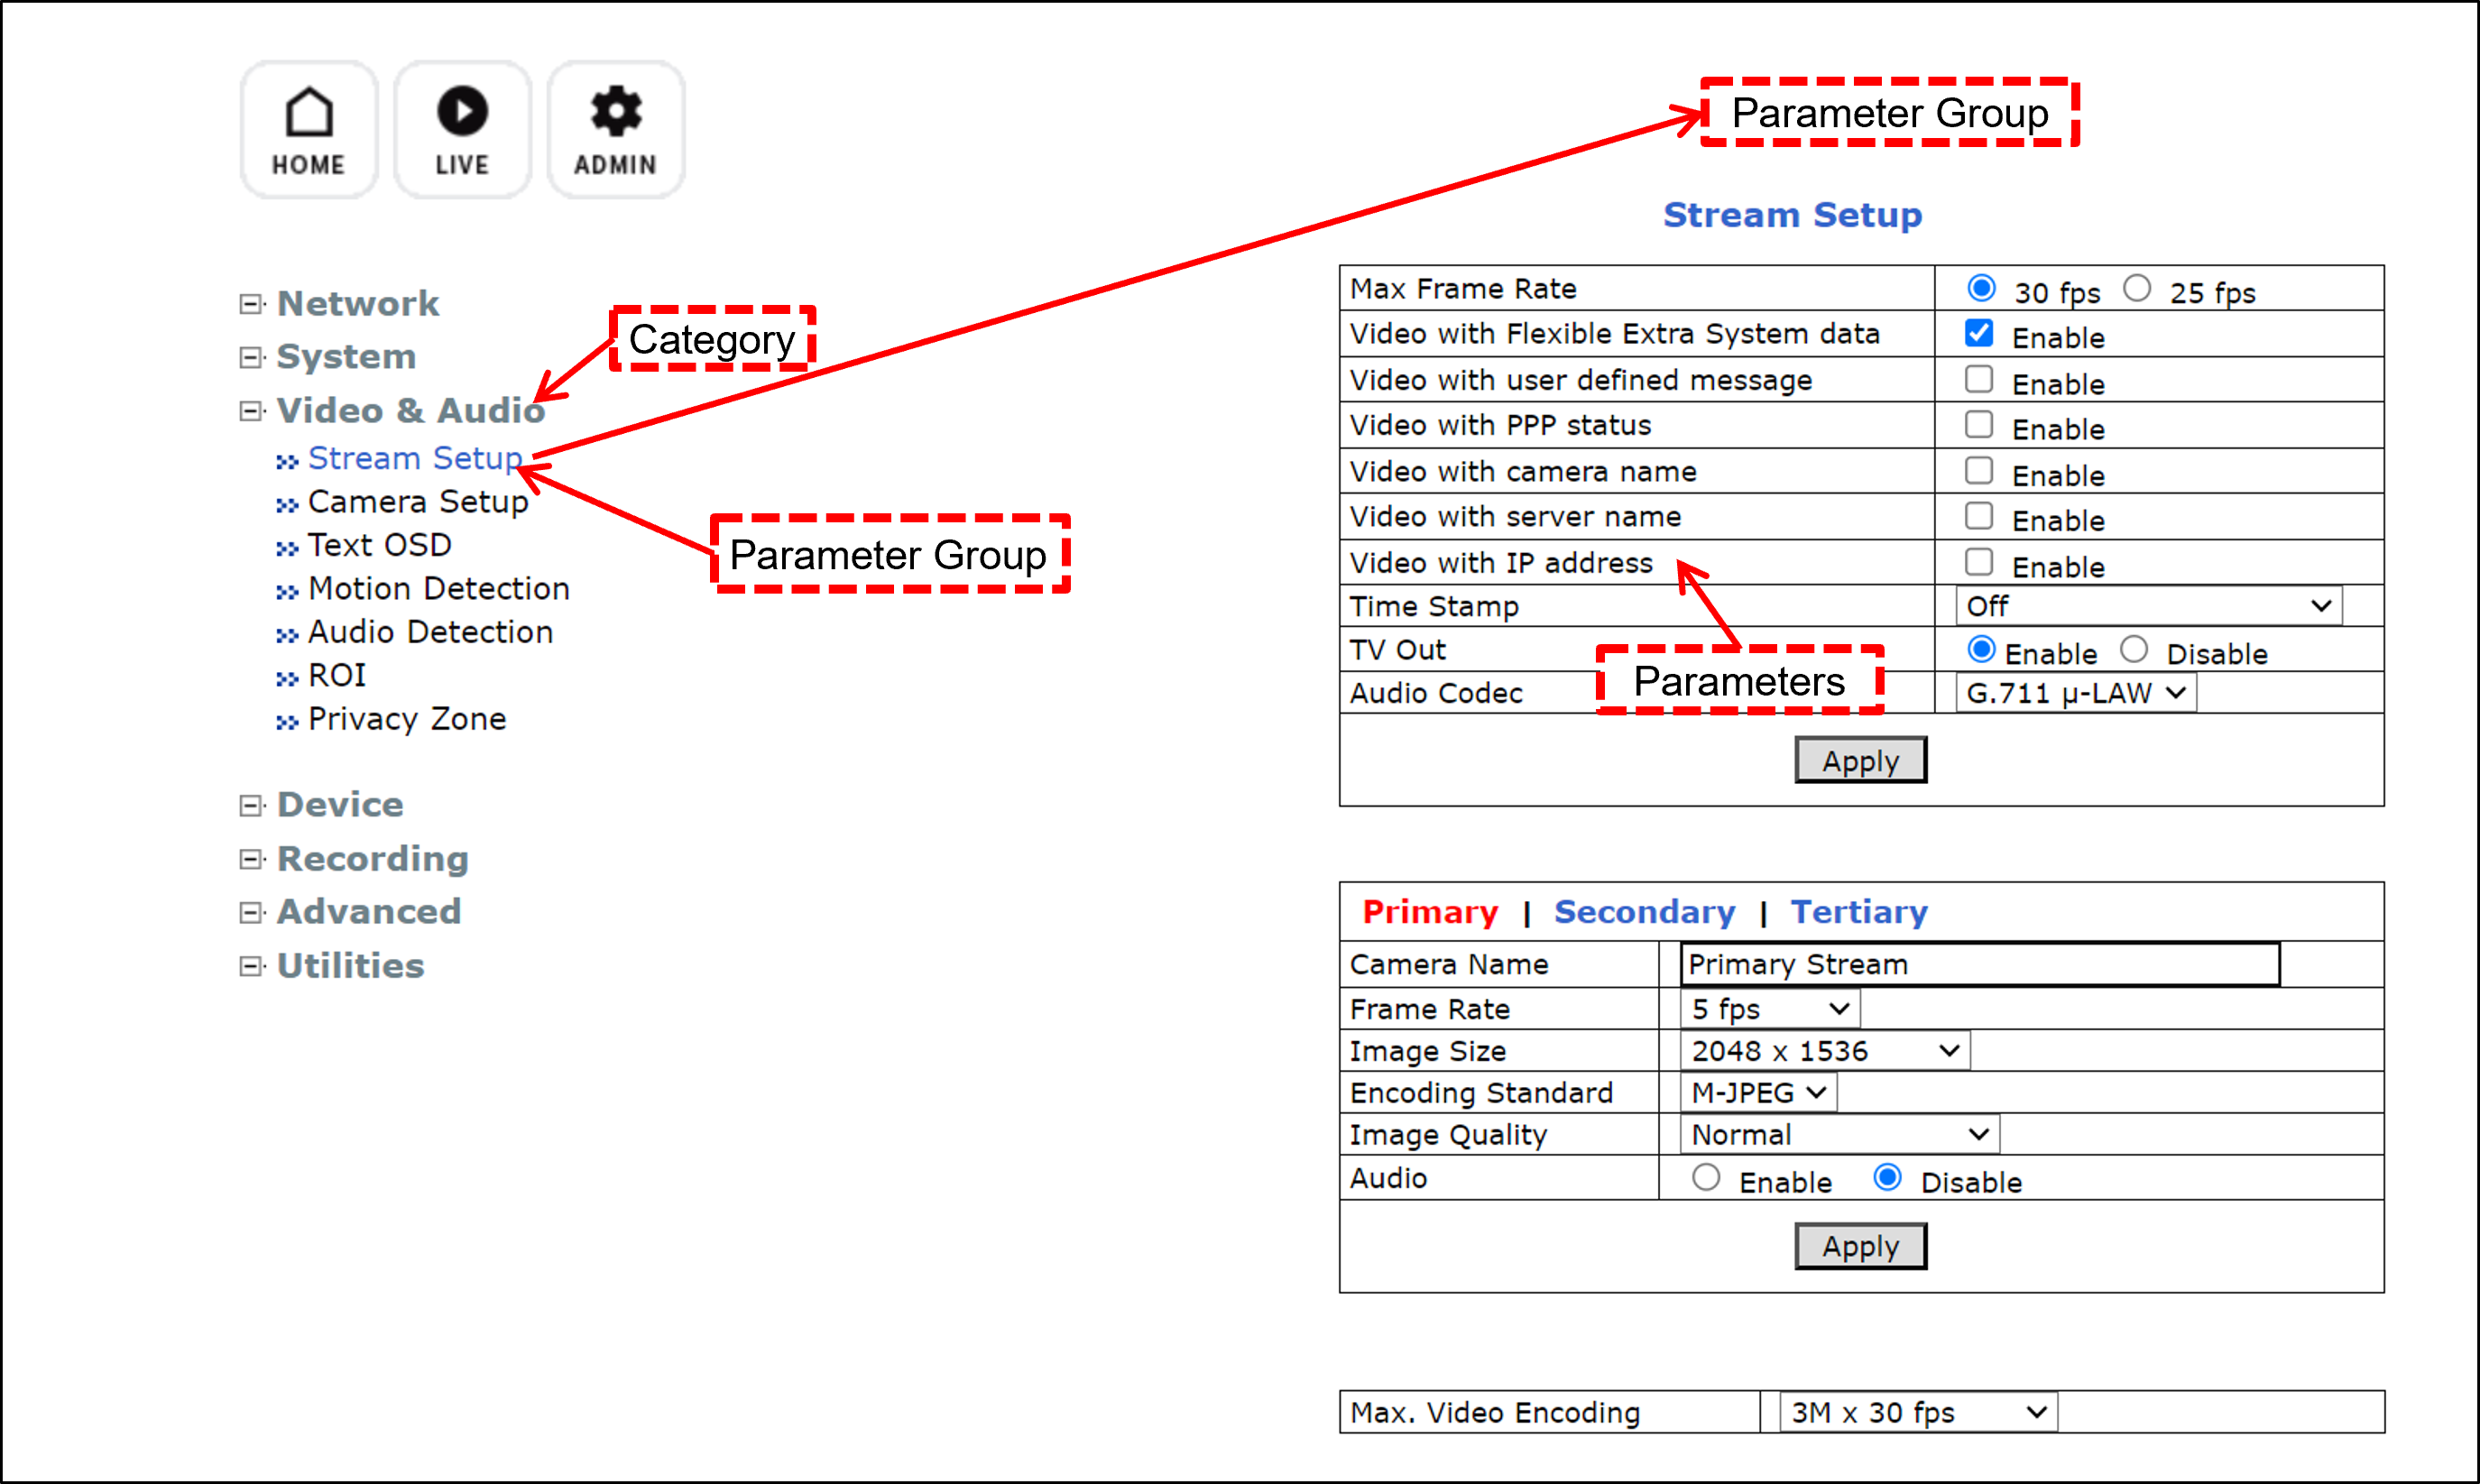 HOME LIVE ADMIN
Parameter Group
Stream Setup
Network
System
Category
Video & Audio
Stream Setup
Camera Setup
Text OSD
Motion Detection
Audio Detection
ROI
Privacy Zone
Parameter Group
Device
Recording
Advanced
Utilities
Max Frame Rate 30 fps 25 fps
Video with Flexible Extra System data Enable
Video with user defined message Enable
Video with PPP status Enable
Video with camera name Enable
Video with server name Enable
Video with IP address Enable
Time Stamp Off
TV Out Enable Disable
Parameters
Audio Codec G.711 µ-LAW
Apply
Primary | Secondary | Tertiary
Camera Name Primary Stream
Frame Rate 5 fps
Image Size 2048 x 1536
Encoding Standard M-JPEG
Image Quality Normal
Audio Enable Disable
Apply
Max. Video Encoding 3M x 30 fps